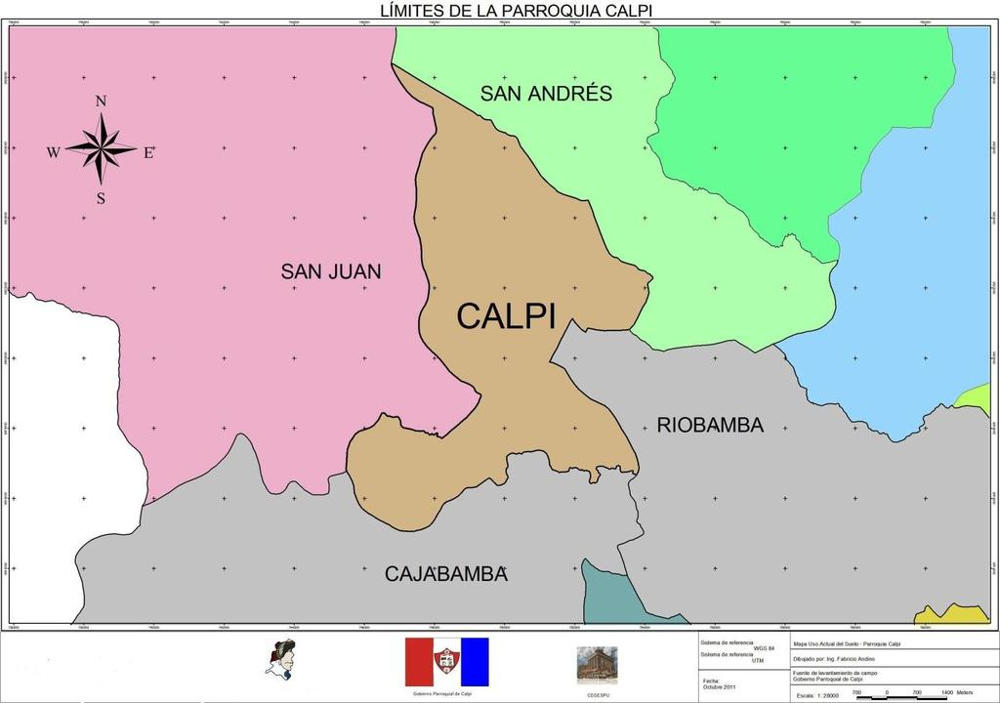 LÍMITES DE LA PARROQUIA CALPI
SAN ANDRÉS
N
W E
S
SAN JUAN
CALPI
RIOBAMBA
CAJABAMBA
Gobierno Parroquial de Calpi
CEGESPU
Sistema de referencia
WGS 84
Sistema de referencia
UTM
Fecha:
Octubre 2011
Mapa Uso Actual del Suelo - Parroquia Calpi
Dibujado por: Ing. Fabricio Andino
Fuente de levantamiento de campo
Gobierno Parroquial de Calpi
Escala: 1: 28000
700 0 700 1400 Meters